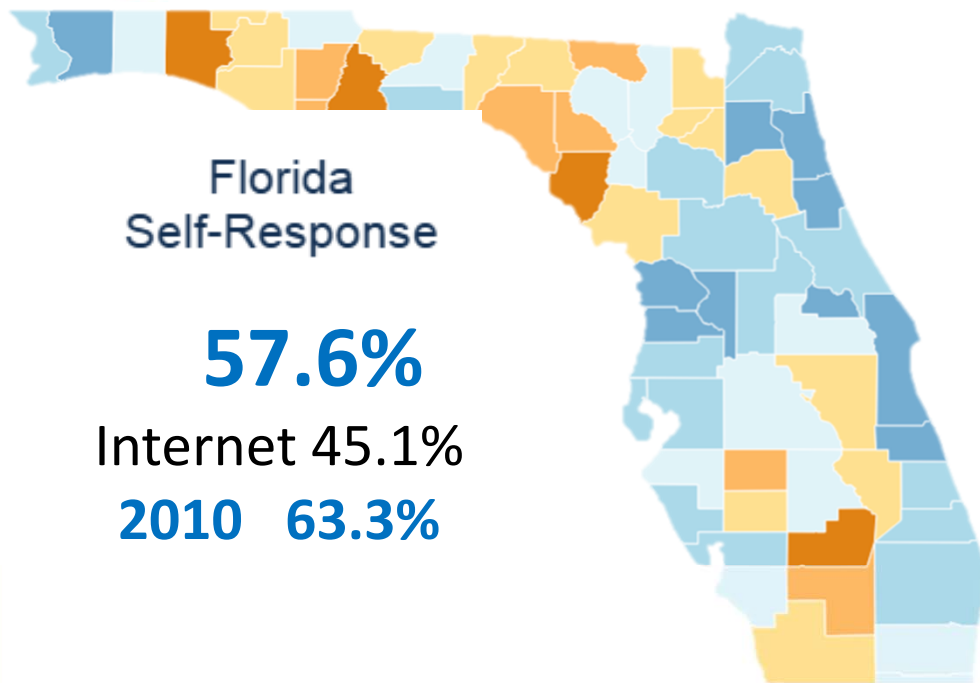 Florida
Self-Response
57.6%
Internet 45.1%
2010 63.3%